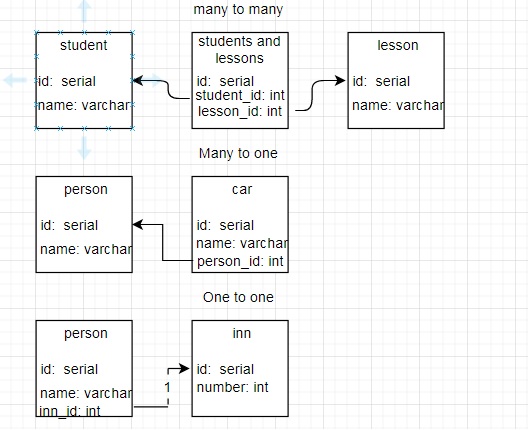 many to many
student
id: serial
name: varchar
students and
lessons
id: serial
student_id: int
lesson_id: int
lesson
id: serial
name: varchar
Many to one
person
id: serial
name: varchar
car
id: serial
name: varchar
person_id: int
One to one
person
id: serial
name: varchar
inn_id: int
1
inn
id: serial
number: int